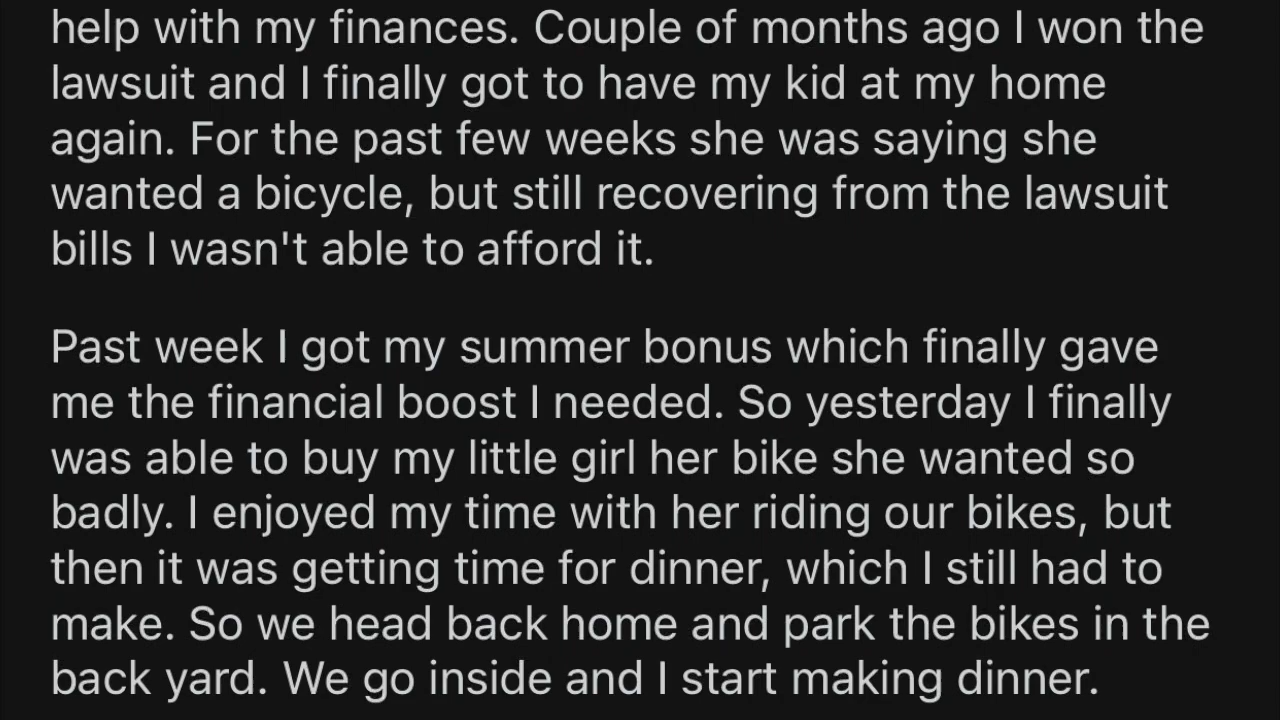 help with my finances. Couple of months ago I won the
lawsuit and I finally got to have my kid at my home
again. For the past few weeks she was saying she
wanted a bicycle, but still recovering from the lawsuit
bills I wasn't able to afford it.
Past week I got my summer bonus which finally gave
me the financial boost I needed. So yesterday I finally
was able to buy my little girl her bike she wanted so
badly. I enjoyed my time with her riding our bikes, but
then it was getting time for dinner, which I still had to
make. So we head back home and park the bikes in the
back yard. We go inside and I start making dinner.